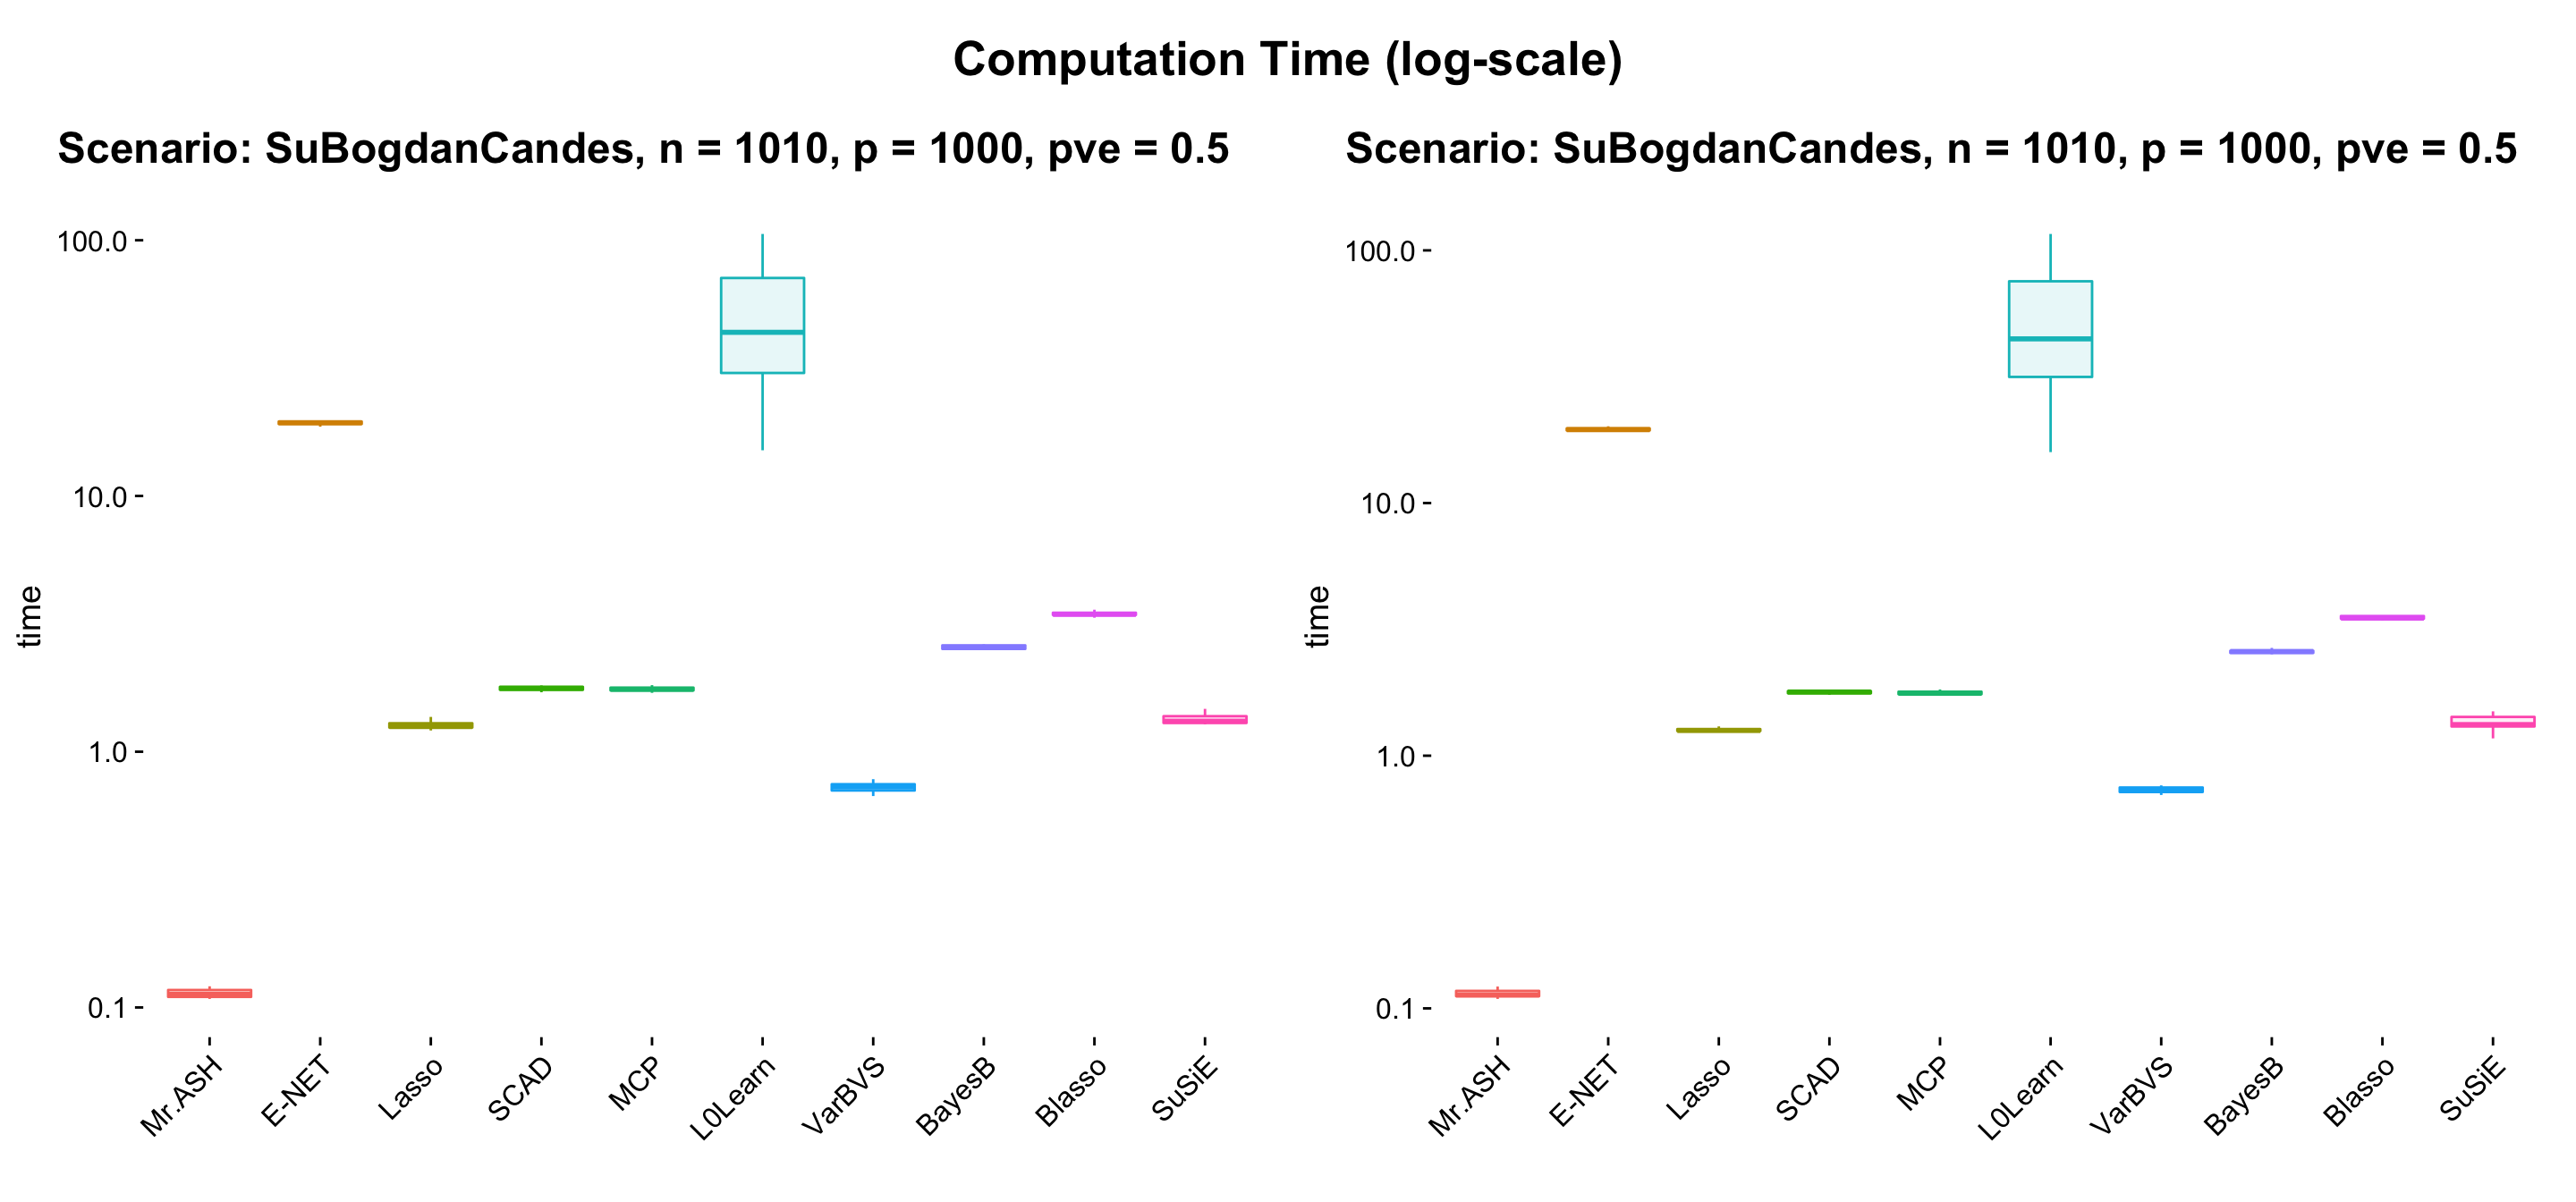 Computation Time (log-scale)
Scenario: SuBogdanCandes, n = 1010, p = 1000, pve = 0.5
100.0
10.0
1.0
0.1
time
Mr.ASH
E-NET
Lasso
SCAD
MCP
L0Learn
VarBVS
BayesB
Blasso
SuSiE
Scenario: SuBogdanCandes, n = 1010, p = 1000, pve = 0.5
100.0
10.0
1.0
0.1
time
Mr.ASH
E-NET
Lasso
SCAD
MCP
L0Learn
VarBVS
BayesB
Blasso
SuSiE